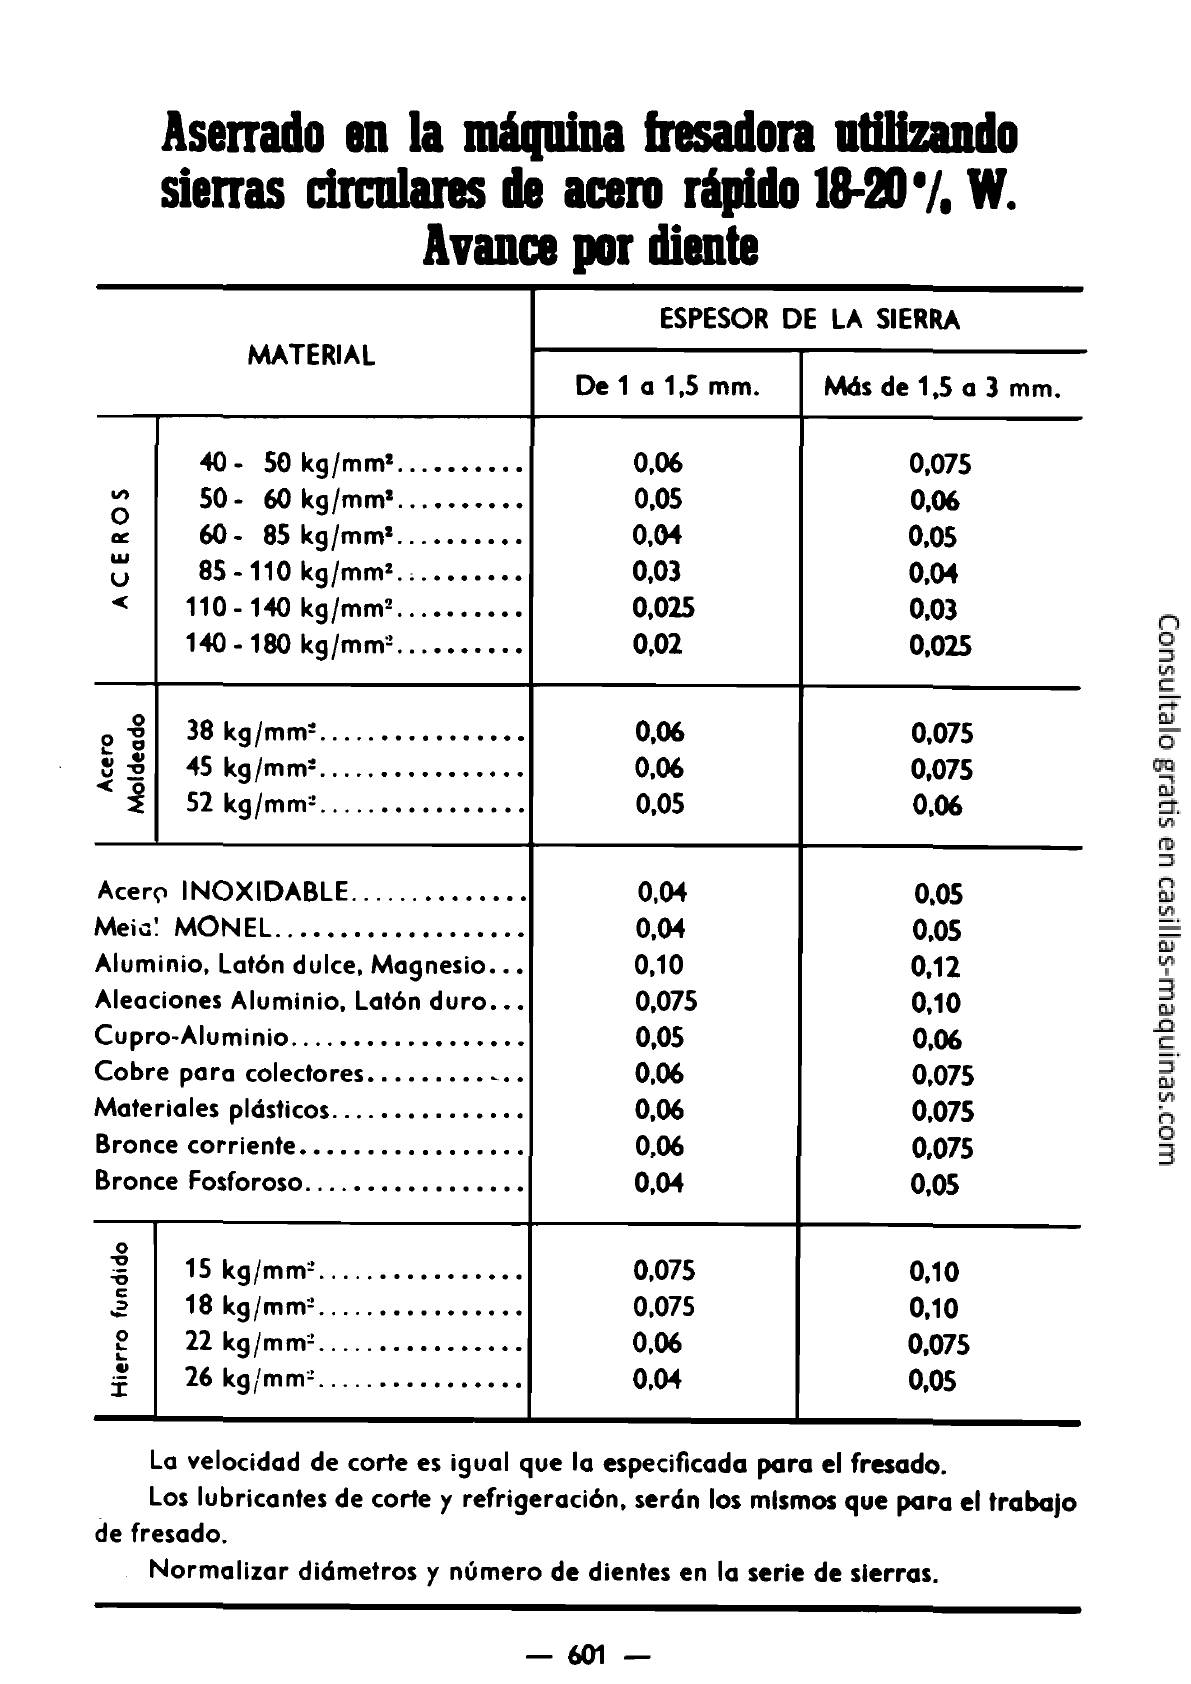 Aserrado en la máquina fresadora utilizando
sierras circulares de acero rápido 18-20 % W.
Avance por diente
MATERIAL
ESPESOR DE LA SIERRA
De 1 a 1,5 mm. Más de 1,5 a 3 mm.
ACEROS
40 - 50 kg/mm².......... 0,06 0,075
50 - 60 kg/mm².......... 0,05 0,06
60 - 85 kg/mm².......... 0,04 0,05
85 - 110 kg/mm².......... 0,03 0,04
110 - 140 kg/mm².......... 0,025 0,03
140 - 180 kg/mm².......... 0,02 0,025
Acero
Moldeado
38 kg/mm²................ 0,06 0,075
45 kg/mm²................ 0,06 0,075
52 kg/mm²................ 0,05 0,06
Acero INOXIDABLE.............. 0,04 0,05
Metal MONEL................... 0,04 0,05
Aluminio, Latón dulce, Magnesio... 0,10 0,12
Aleaciones Aluminio, Latón duro... 0,075 0,10
Cupro-Aluminio.................. 0,05 0,06
Cobre para colectores............ 0,06 0,075
Materiales plásticos............... 0,06 0,075
Bronce corriente................. 0,06 0,075
Bronce Fosforoso................. 0,04 0,05
Hierro fundido
15 kg/mm²................ 0,075 0,10
18 kg/mm²................ 0,075 0,10
22 kg/mm²................ 0,06 0,075
26 kg/mm²................ 0,04 0,05
La velocidad de corte es igual que la especificada para el fresado.
Los lubricantes de corte y refrigeración, serán los mismos que para el trabajo
de fresado.
Normalizar diámetros y número de dientes en la serie de sierras.
— 601 —
Consultalo gratis en casillas-maquinas.com